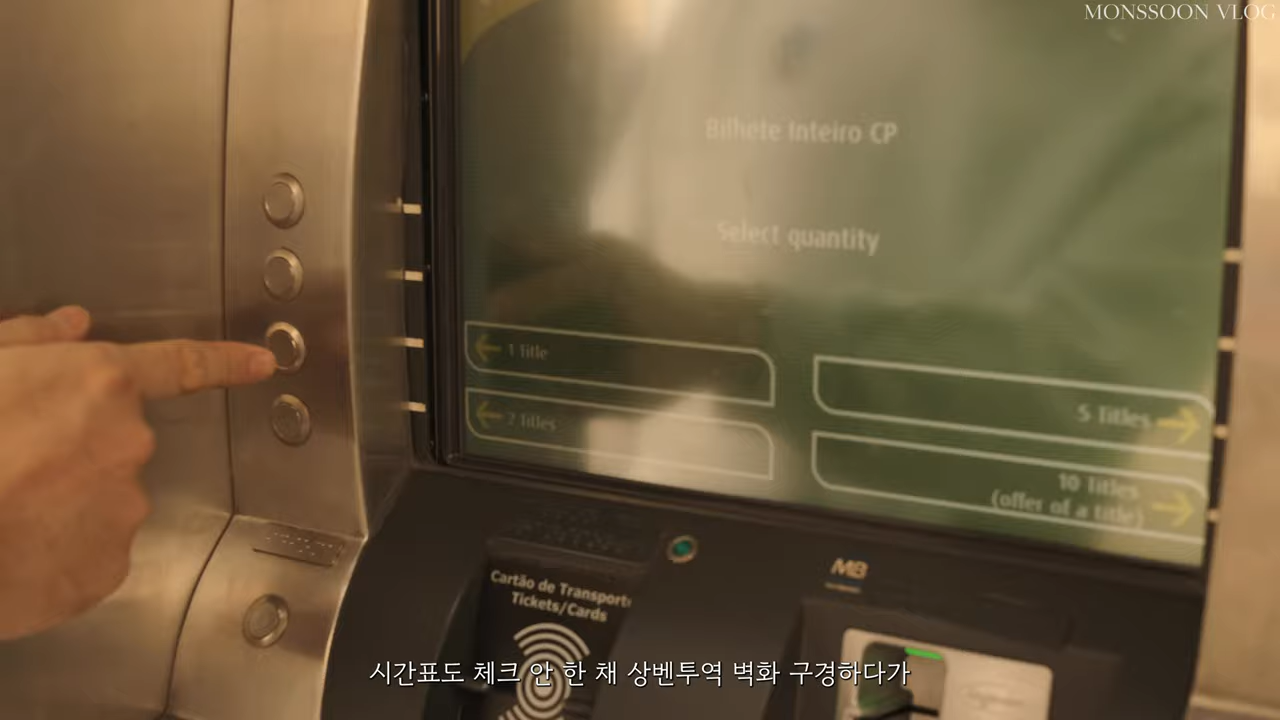 MONSSOON VLOG
Bilhete Inteiro CP
Select quantity
1 Title
2 Titles
5 Titles
10 Titles
(offer of a title)
MB
Cartão de Transporte
Tickets/Cards
시간표도 체크 안 한 채 상벤투역 벽화 구경하다가